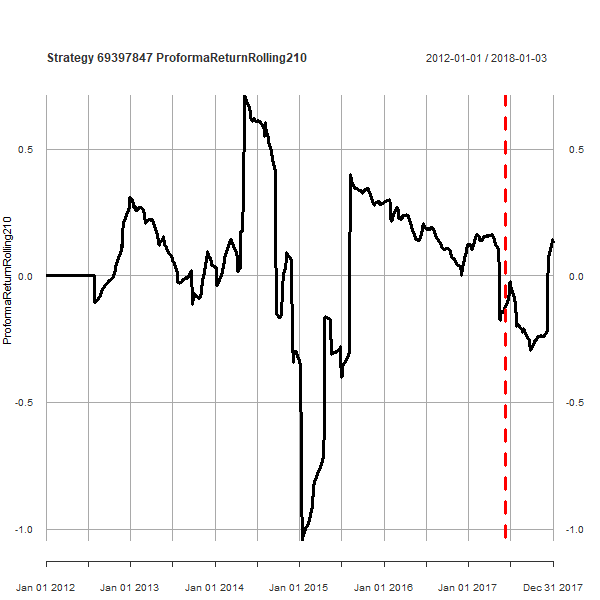 Strategy 69397847 ProformaReturnRolling210 2012-01-01 / 2018-01-03
0.5 0.5
0.0 0.0
-0.5 -0.5
-1.0 -1.0
ProformaReturnRolling210
Jan 01 2012 Jan 01 2013 Jan 01 2014 Jan 01 2015 Jan 01 2016 Jan 01 2017 Dec 31 2017